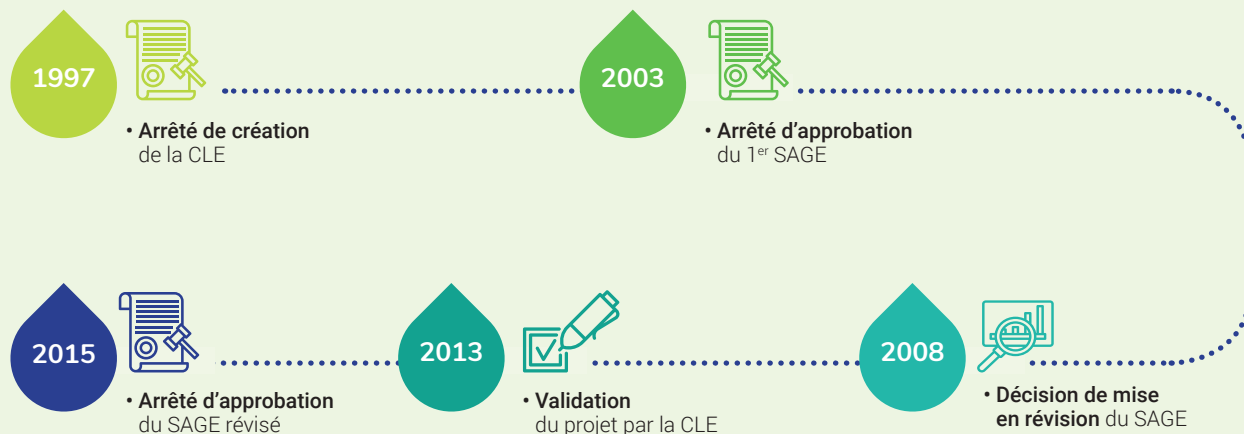 1997
• Arrêté de création
de la CLE
2003
• Arrêté d'approbation
du 1er SAGE
2008
• Décision de mise
en révision du SAGE
2013
• Validation
du projet par la CLE
2015
• Arrêté d'approbation
du SAGE révisé